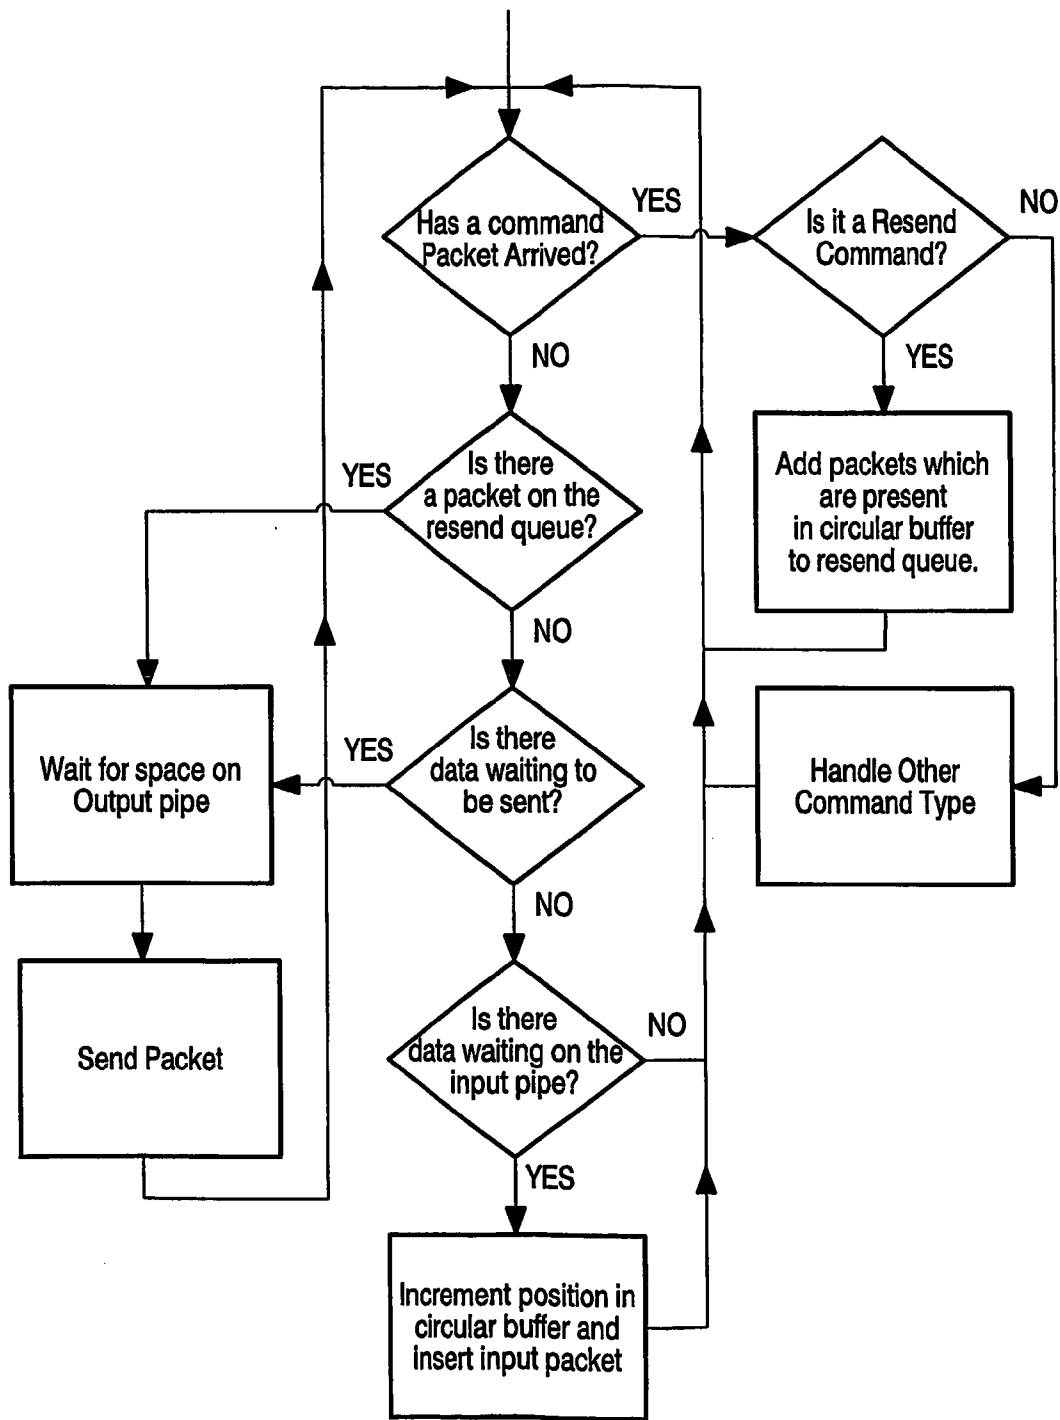 Has a command
Packet Arrived?
YES
Is it a Resend
Command?
NO
NO
YES
Is there
a packet on the
resend queue?
YES
Add packets which
are present
in circular buffer
to resend queue.
NO
Wait for space on
Output pipe
YES
Is there
data waiting to
be sent?
Handle Other
Command Type
NO
Send Packet
Is there
data waiting on the
input pipe?
NO
YES
Increment position in
circular buffer and
insert input packet